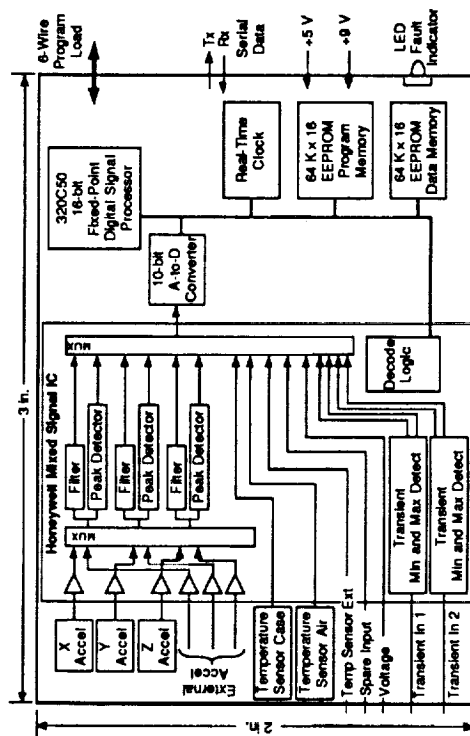 3 in.
2 in.
Honeywell Mixed Signal IC
X
Accel
Y
Accel
Z
Accel
External
Accel
MUX
Filter
Peak Detector
Filter
Peak Detector
Filter
Peak Detector
MUX
Temperature
Sensor Case
Temperature
Sensor Air
Temp Sensor Ext
Spare Input
Voltage
Transient In 1
Transient In 2
Transient
Min and Max Detect
Transient
Min and Max Detect
Decode
Logic
10-bit
A-to-D
Converter
320C50
16-bit
Fixed-Point
Digital Signal
Processor
Real-Time
Clock
64 K x 16
EEPROM
Program
Memory
64 K x 16
EEPROM
Data Memory
6-Wire
Program
Load
Tx
Rx
Serial
Data
+5 V
+9 V
LED
Fault
Indicator